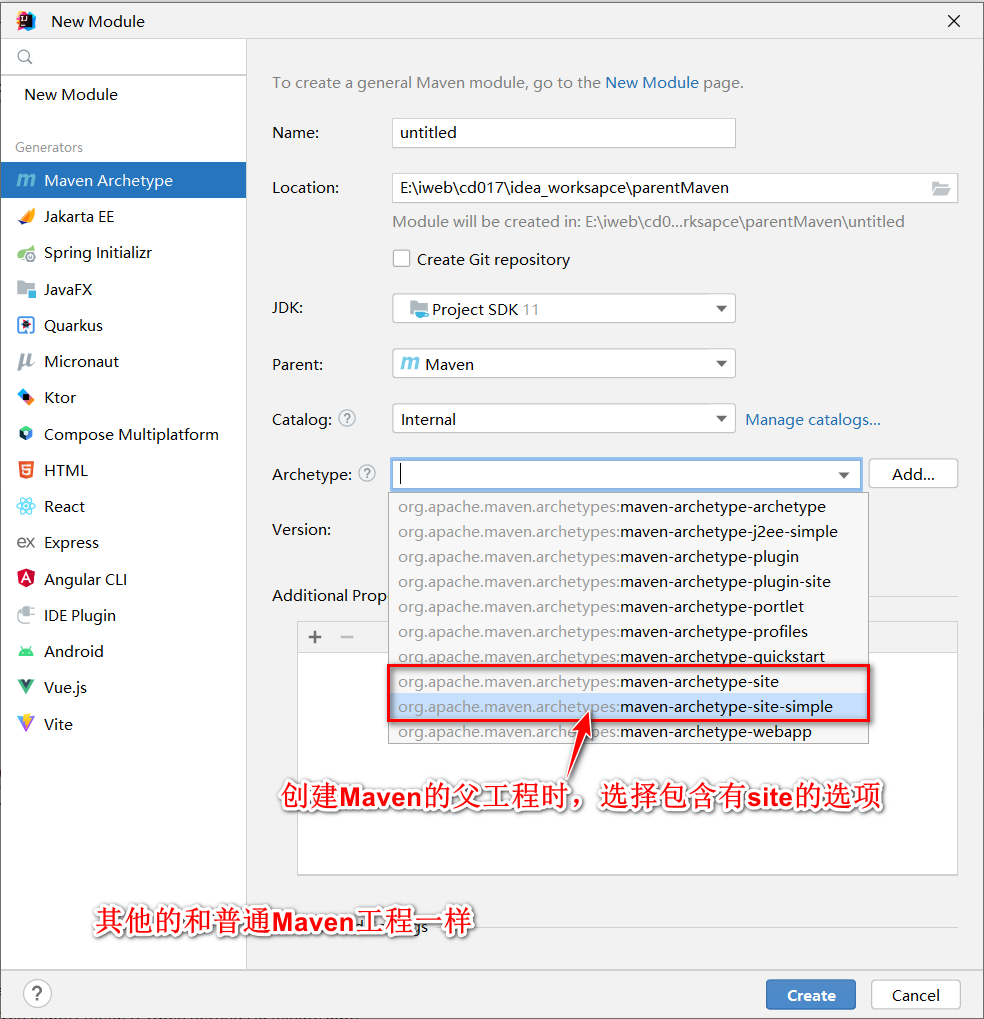 New Module
New Module
Generators
Maven Archetype
Jakarta EE
Spring Initializr
JavaFX
Quarkus
Micronaut
Ktor
Compose Multiplatform
HTML
React
Express
Angular CLI
IDE Plugin
Android
Vue.js
Vite
To create a general Maven module, go to the New Module page.
Name: untitled
Location: E:\iweb\cd017\idea_worksapce\parentMaven
Module will be created in: E:\iweb\cd0...rksapce\parentMaven\untitled
Create Git repository
JDK: Project SDK 11
Parent: Maven
Catalog: ? Internal Manage catalogs...
Archetype: ? Add...
org.apache.maven.archetypes:maven-archetype-archetype
org.apache.maven.archetypes:maven-archetype-j2ee-simple
Version:
org.apache.maven.archetypes:maven-archetype-plugin
org.apache.maven.archetypes:maven-archetype-plugin-site
Additional Prop
org.apache.maven.archetypes:maven-archetype-portlet
org.apache.maven.archetypes:maven-archetype-profiles
org.apache.maven.archetypes:maven-archetype-quickstart
org.apache.maven.archetypes:maven-archetype-site
org.apache.maven.archetypes:maven-archetype-site-simple
org.apache.maven.archetypes:maven-archetype-webapp
创建Maven的父工程时，选择包含有site的选项
其他的和普通Maven工程一样
? Create Cancel